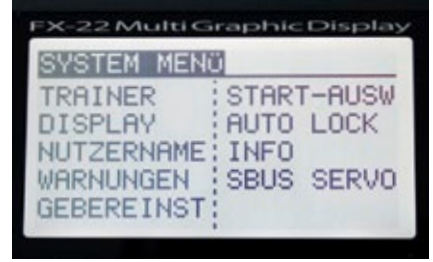 FX-22 Multi Graphic Display
SYSTEM MENÜ
TRAINER START-AUSW
DISPLAY AUTO LOCK
NUTZERNAME INFO
WARNUNGEN SBUS SERVO
GEBEREINST